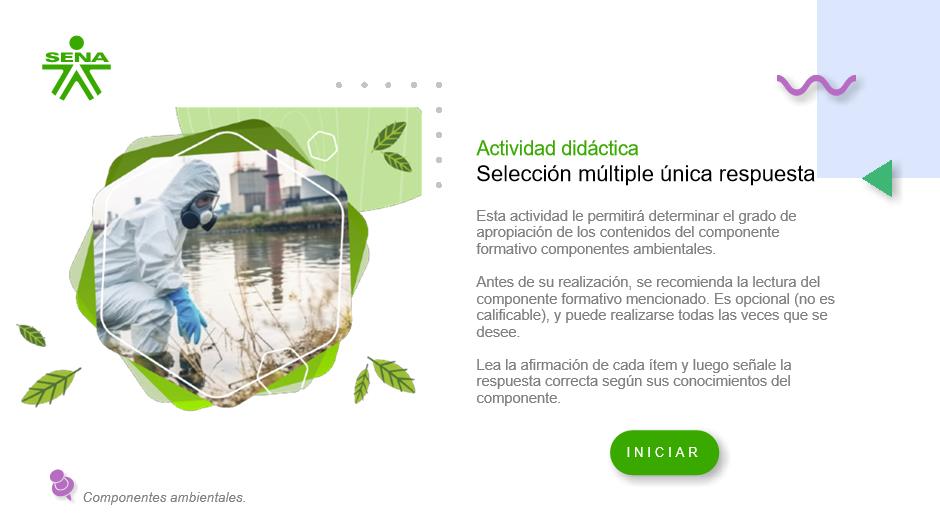 SENA
Actividad didáctica
Selección múltiple única respuesta
Esta actividad le permitirá determinar el grado de
apropiación de los contenidos del componente
formativo componentes ambientales.
Antes de su realización, se recomienda la lectura del
componente formativo mencionado. Es opcional (no es
calificable), y puede realizarse todas las veces que se
desee.
Lea la afirmación de cada ítem y luego señale la
respuesta correcta según sus conocimientos del
componente.
INICIAR
Componentes ambientales.